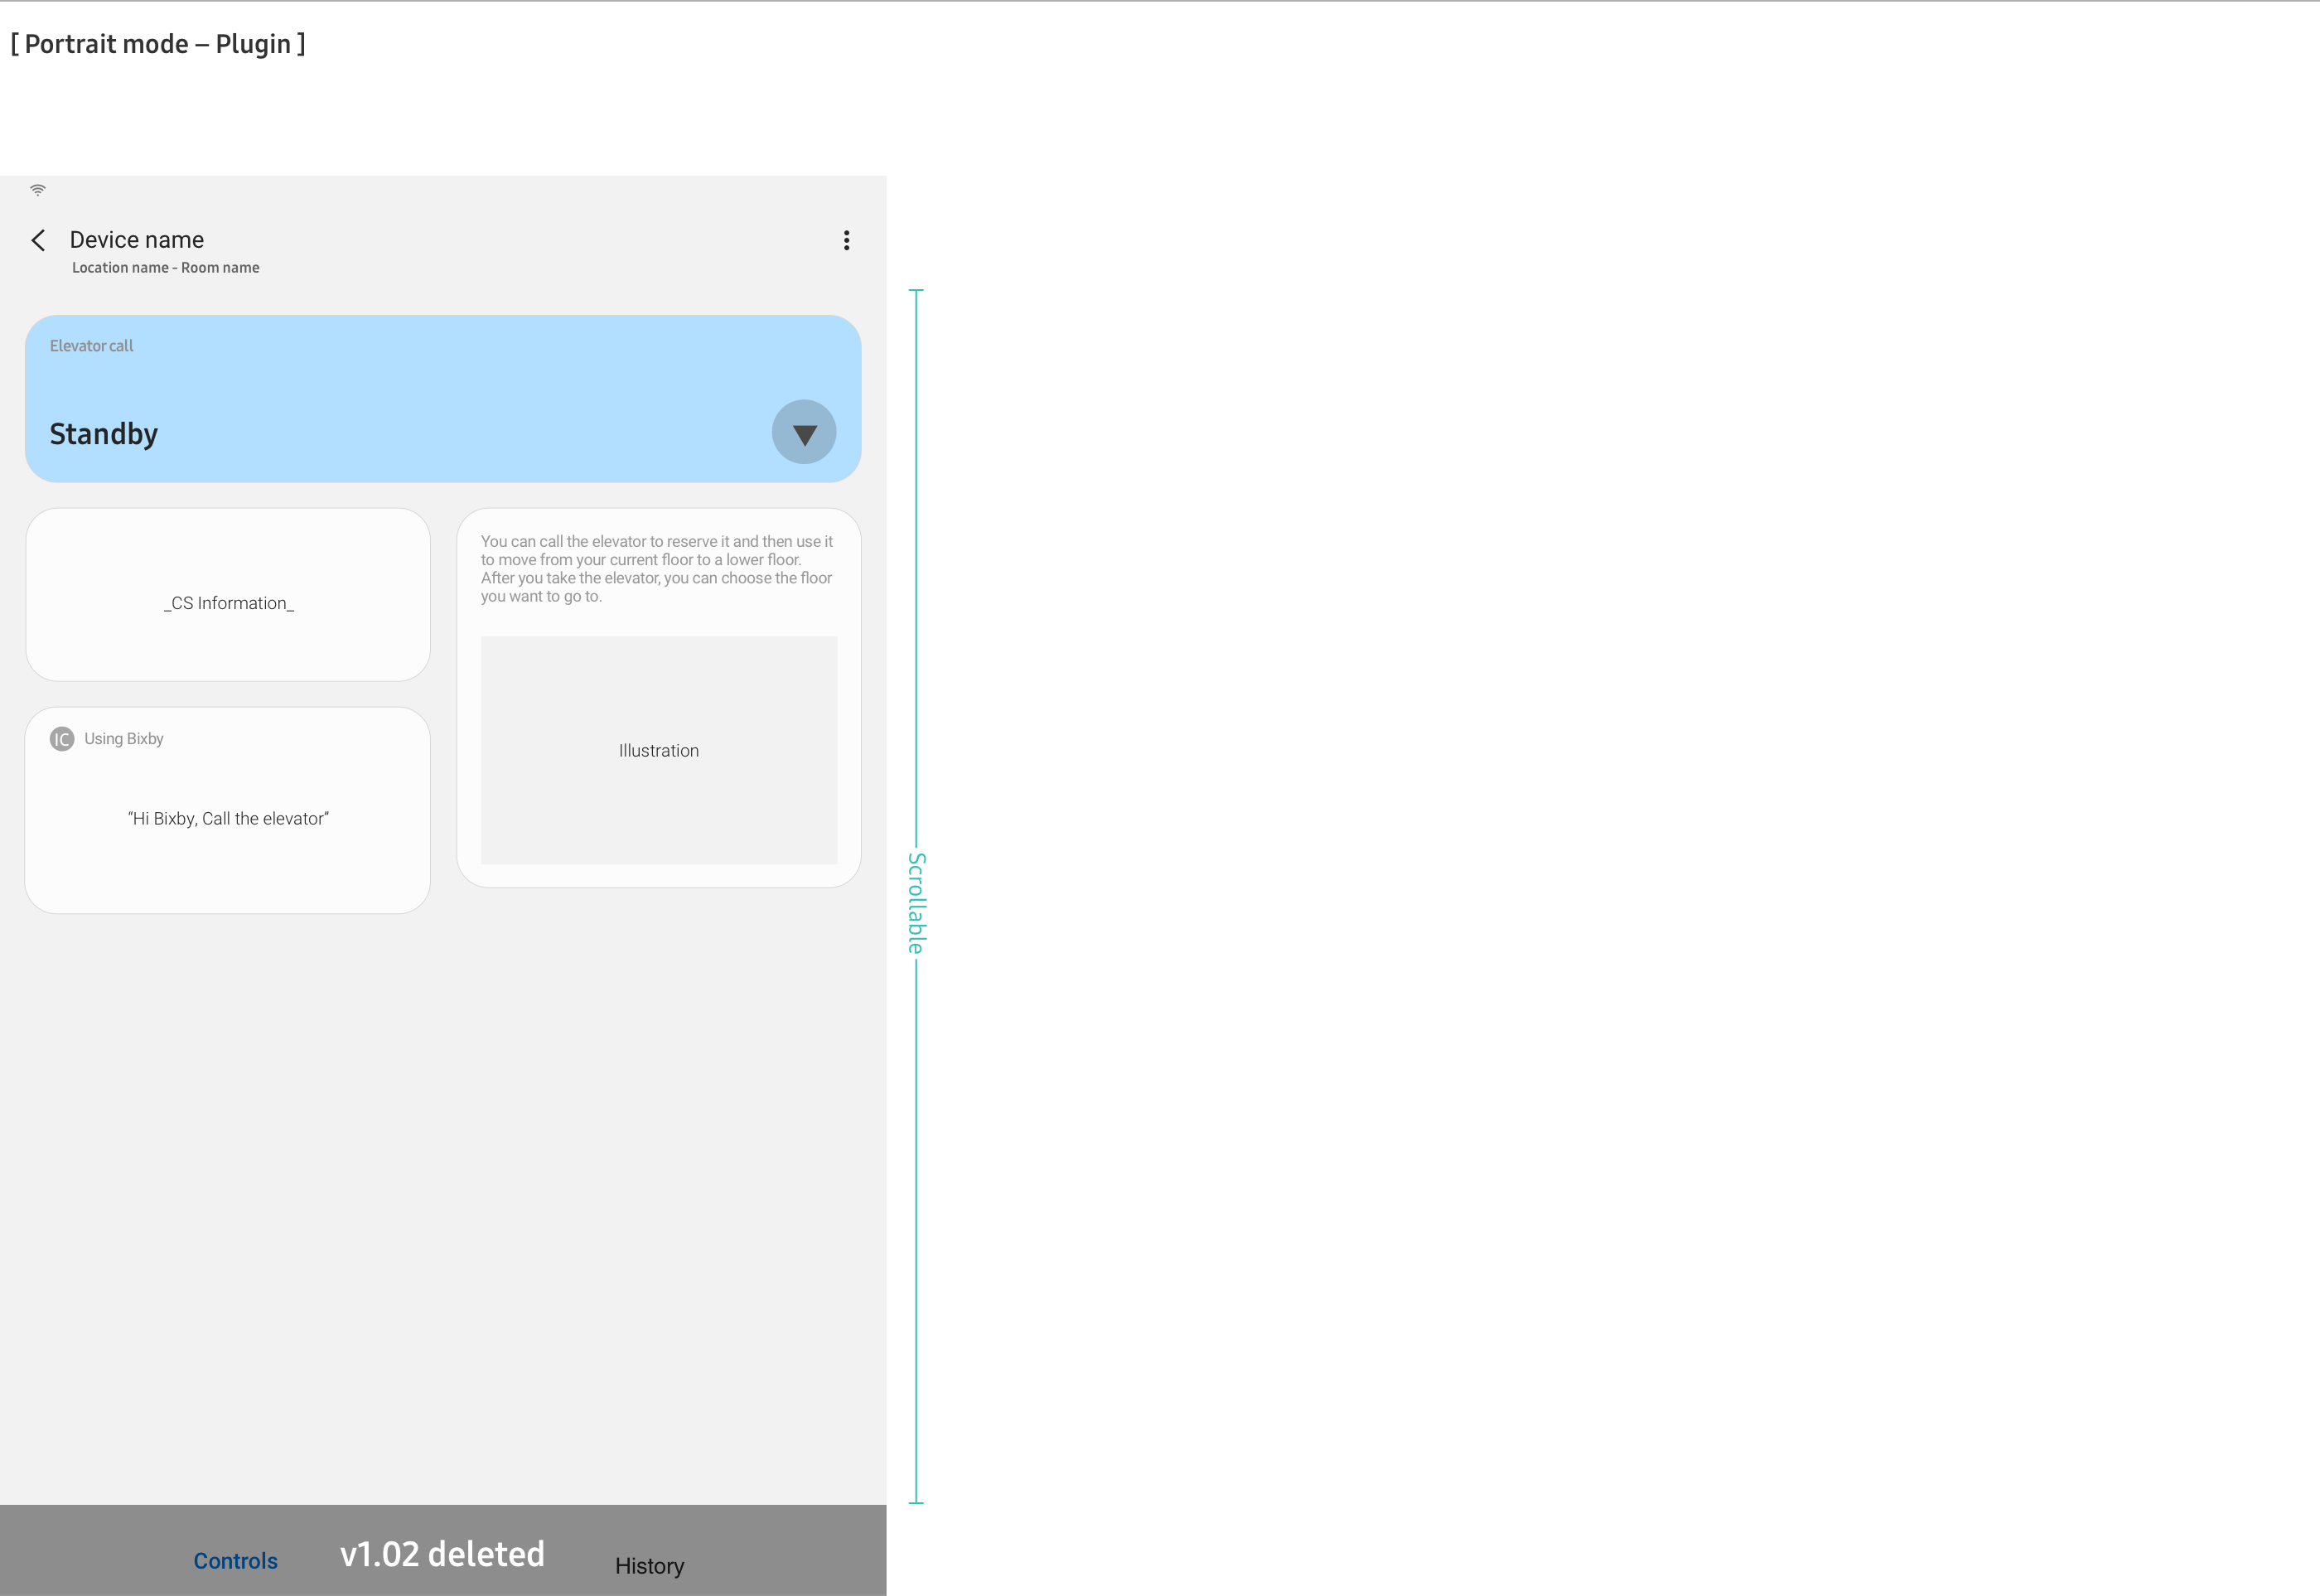 [ Portrait mode – Plugin ]
Device name
Location name - Room name
Elevator call
Standby
_CS Information_
You can call the elevator to reserve it and then use it
to move from your current floor to a lower floor.
After you take the elevator, you can choose the floor
you want to go to.
Illustration
IC Using Bixby
“Hi Bixby, Call the elevator”
Scrollable
Controls
v1.02 deleted
History